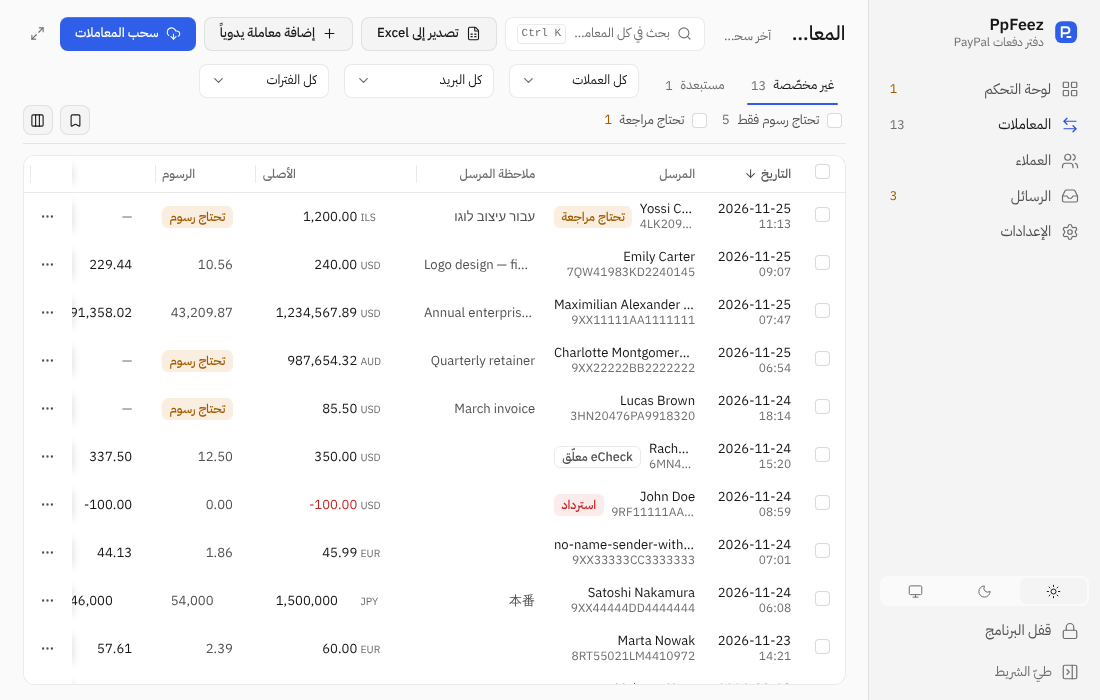 PpFeez
دفتر دفعات PayPal
لوحة التحكم 1
المعاملات 13
العملاء
الرسائل 3
الإعدادات
قفل البرنامج
طيّ الشريط
المعا...
آخر سحـ...
بحث في كل المعامـ... Ctrl K
تصدير إلى Excel
إضافة معاملة يدوياً
سحب المعاملات
غير مخصّصة 13
مستبعدة 1
كل العملات
كل البريد
كل الفترات
تحتاج رسوم فقط 5
تحتاج مراجعة 1
التاريخ المرسل ملاحظة المرسل الأصلي الرسوم
2026-11-25 Yossi C... تحتاج مراجعة עבור עיצוב לוגו 1,200.00 ILS تحتاج رسوم —
11:13 4LK209...
2026-11-25 Emily Carter Logo design — fi... 240.00 USD 10.56 229.44
09:07 7QW41983KD2240145
2026-11-25 Maximilian Alexander ... Annual enterpris... 1,234,567.89 USD 43,209.87 91,358.02
07:47 9XX11111AA1111111
2026-11-25 Charlotte Montgomer... Quarterly retainer 987,654.32 AUD تحتاج رسوم —
06:54 9XX22222BB2222222
2026-11-24 Lucas Brown March invoice 85.50 USD تحتاج رسوم —
18:14 3HN20476PA9918320
2026-11-24 Rach... eCheck معلّق 350.00 USD 12.50 337.50
15:20 6MN4...
2026-11-24 John Doe استرداد -100.00 USD 0.00 -100.00
08:59 9RF11111AA...
2026-11-24 no-name-sender-with... 45.99 EUR 1.86 44.13
07:01 9XX33333CC3333333
2026-11-24 Satoshi Nakamura 本番 1,500,000 JPY 54,000 46,000
06:08 9XX44444DD4444444
2026-11-23 Marta Nowak 60.00 EUR 2.39 57.61
14:21 8RT55021LM4410972